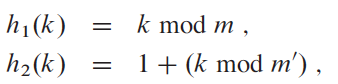 h₁(k) = k mod m ,
h₂(k) = 1 + (k mod m′) ,